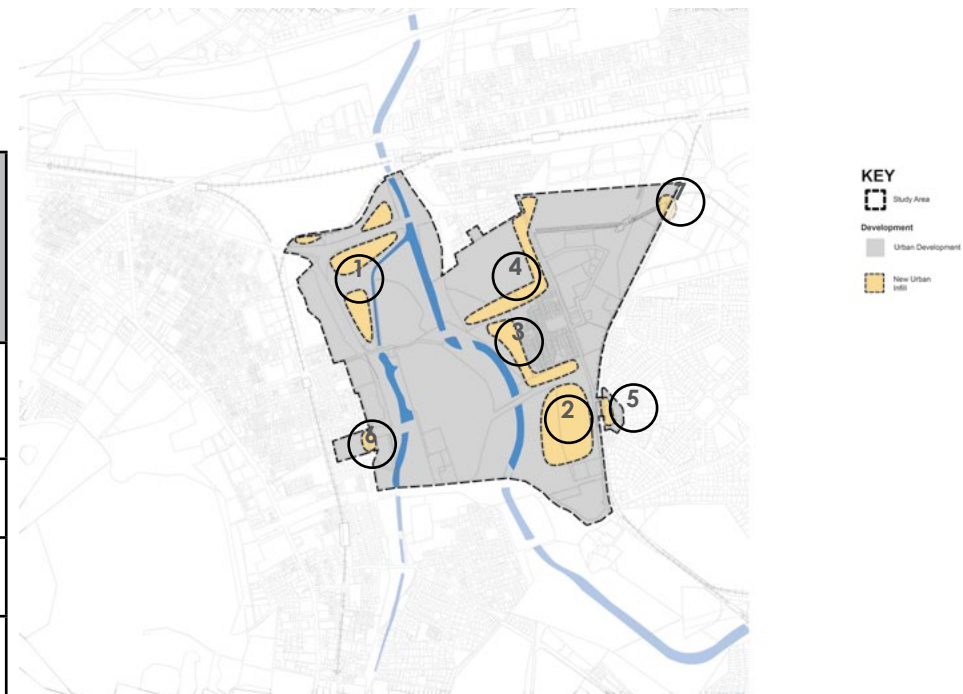 7
KEY
Study Area
Development
Urban Development
New Urban
Infill
4
1
3
5
2
6